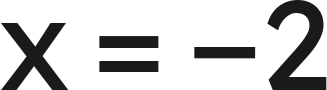 x = −2